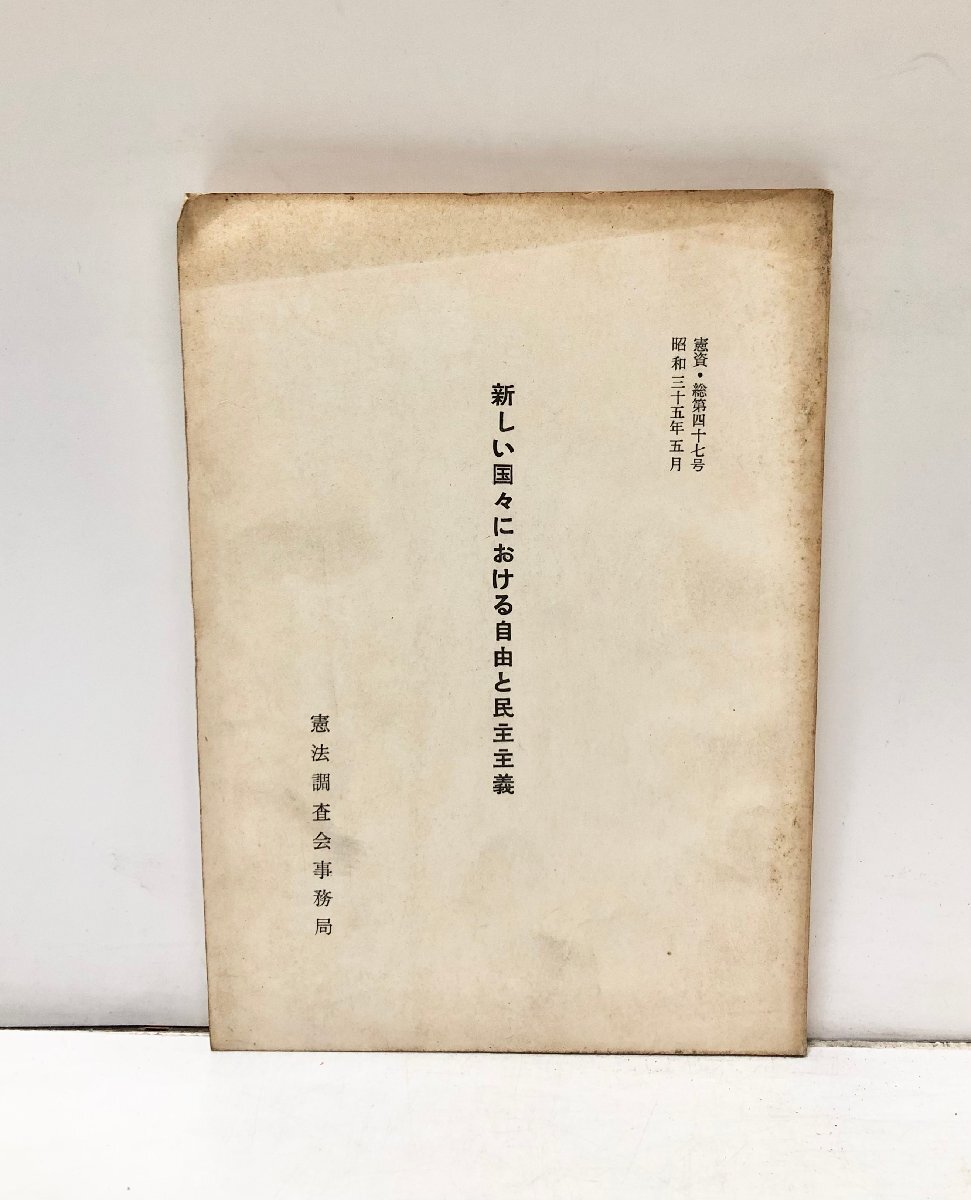 憲資・総第四十七号
昭和三十五年五月
新しい国々における自由と民主主義
憲法調査会事務局